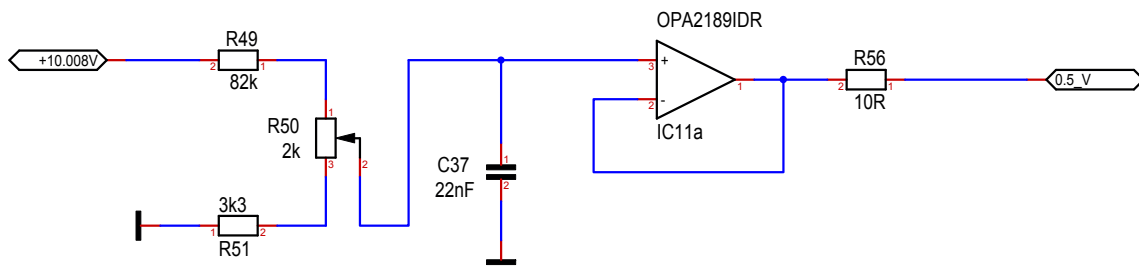 OPA2189IDR
+10.008V
R49
2
1
82k
3
+
2
-
1
IC11a
R56
2
1
10R
0.5_V
R50
2k
1
3
2
C37
22nF
1
2
3k3
1
2
R51